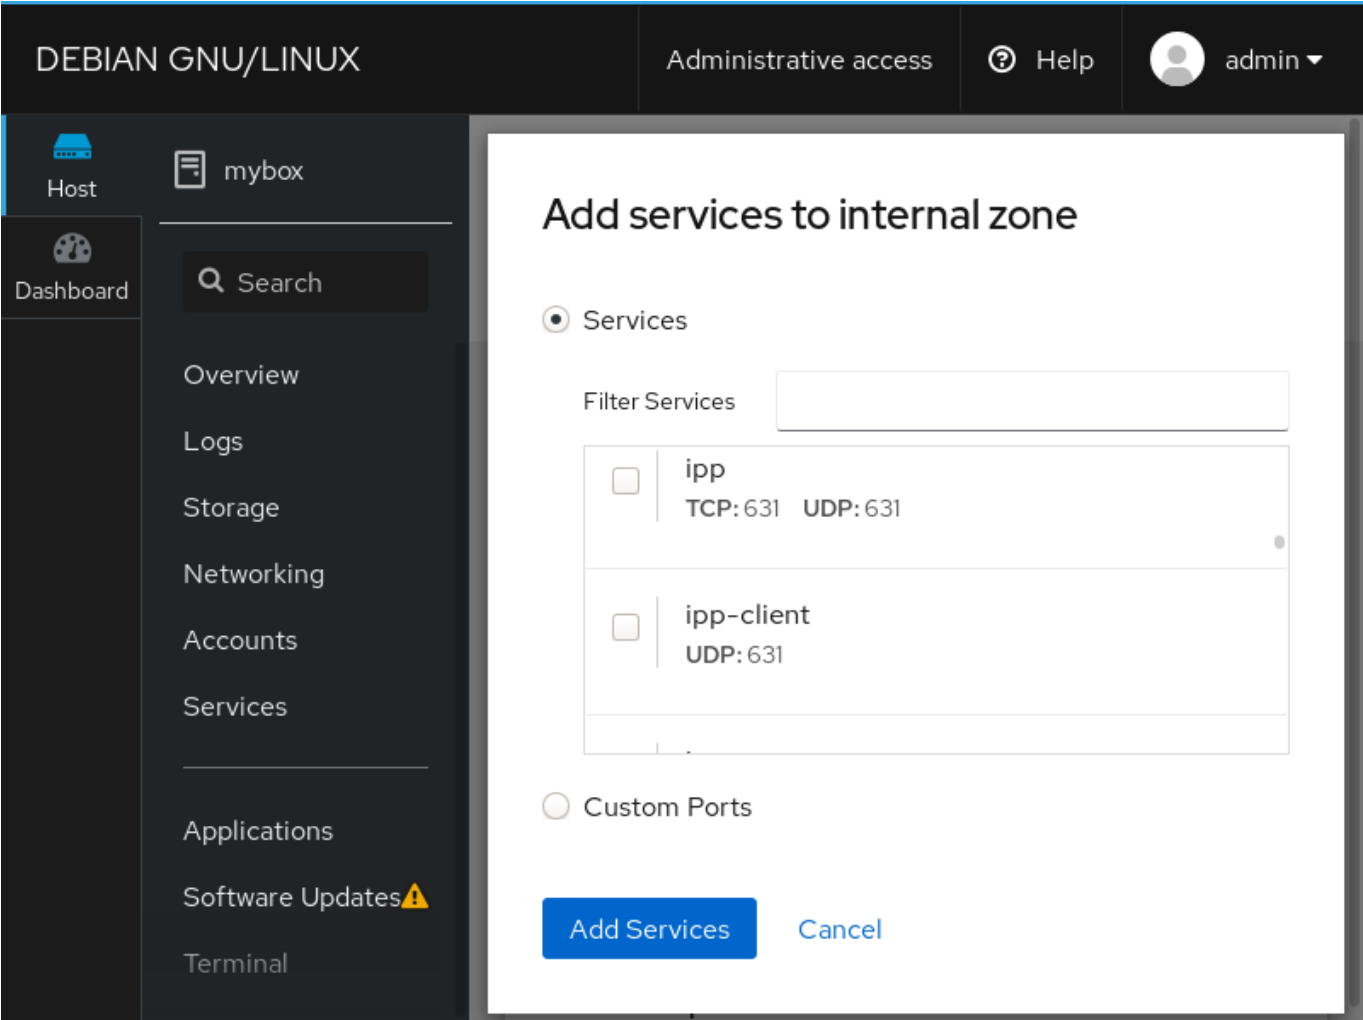 DEBIAN GNU/LINUX
Administrative access
Help
admin
Host
Dashboard
mybox
Search
Overview
Logs
Storage
Networking
Accounts
Services
Applications
Software Updates
Terminal
Add services to internal zone
Services
Filter Services
ipp
TCP: 631 UDP: 631
ipp-client
UDP: 631
Custom Ports
Add Services
Cancel